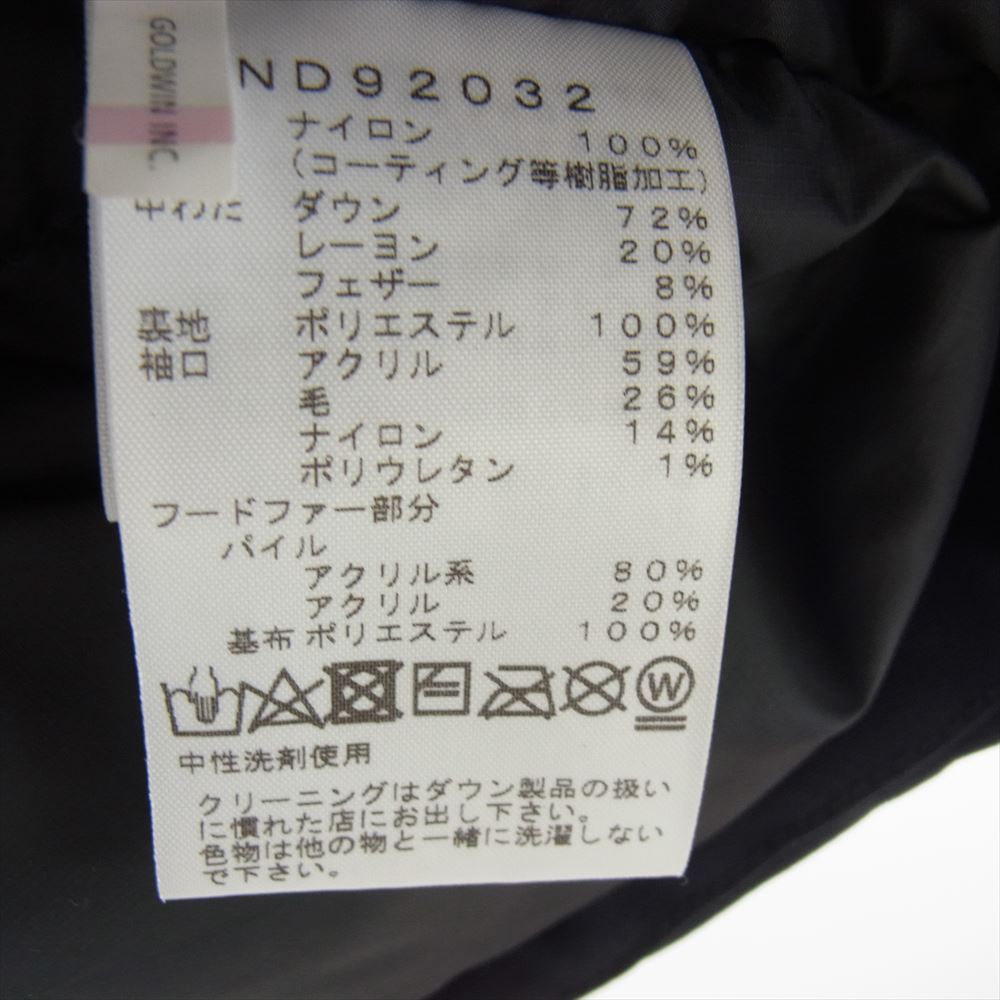 GOLDWIN INC.
ND92032
ナイロン 100%
(コーティング等樹脂加工)
中わた ダウン 72%
レーヨン 20%
フェザー 8%
裏地 ポリエステル 100%
袖口 アクリル 59%
毛 26%
ナイロン 14%
ポリウレタン 1%
フードファー部分
パイル
アクリル系 80%
アクリル 20%
基布 ポリエステル 100%
W
中性洗剤使用
クリーニングはダウン製品の扱い
に慣れた店にお出し下さい。
色物は他の物と一緒に洗濯しない
で下さい。